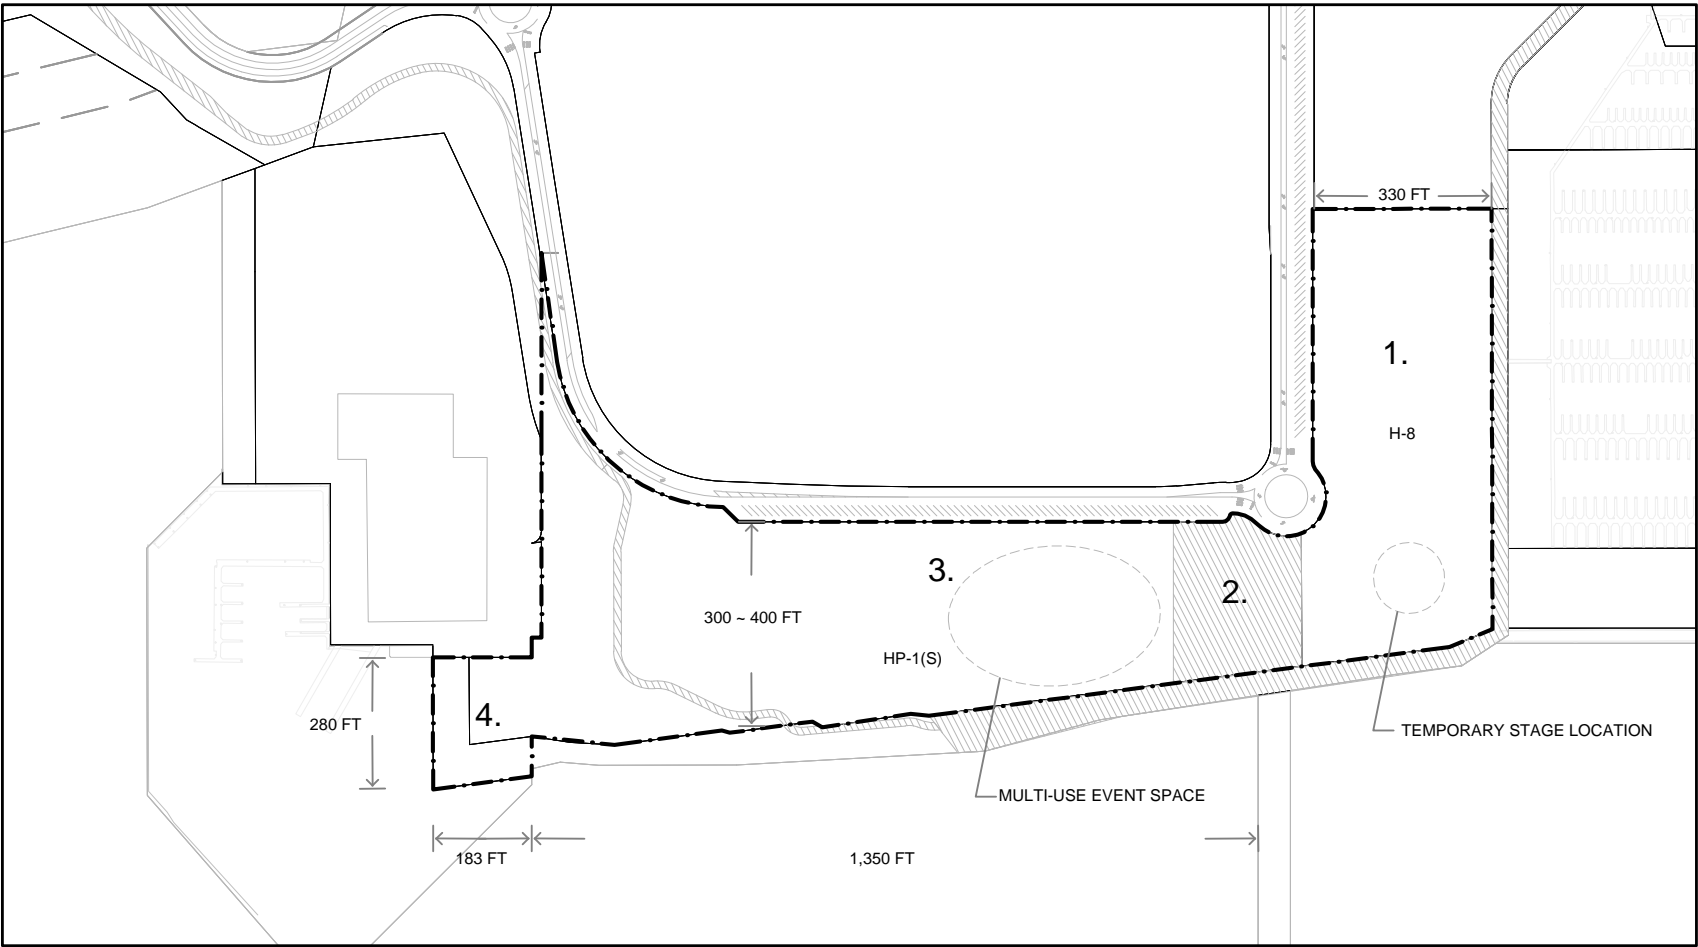 330 FT
1.
H-8
3.
2.
300 ~ 400 FT
HP-1(S)
4.
280 FT
TEMPORARY STAGE LOCATION
MULTI-USE EVENT SPACE
183 FT
1,350 FT